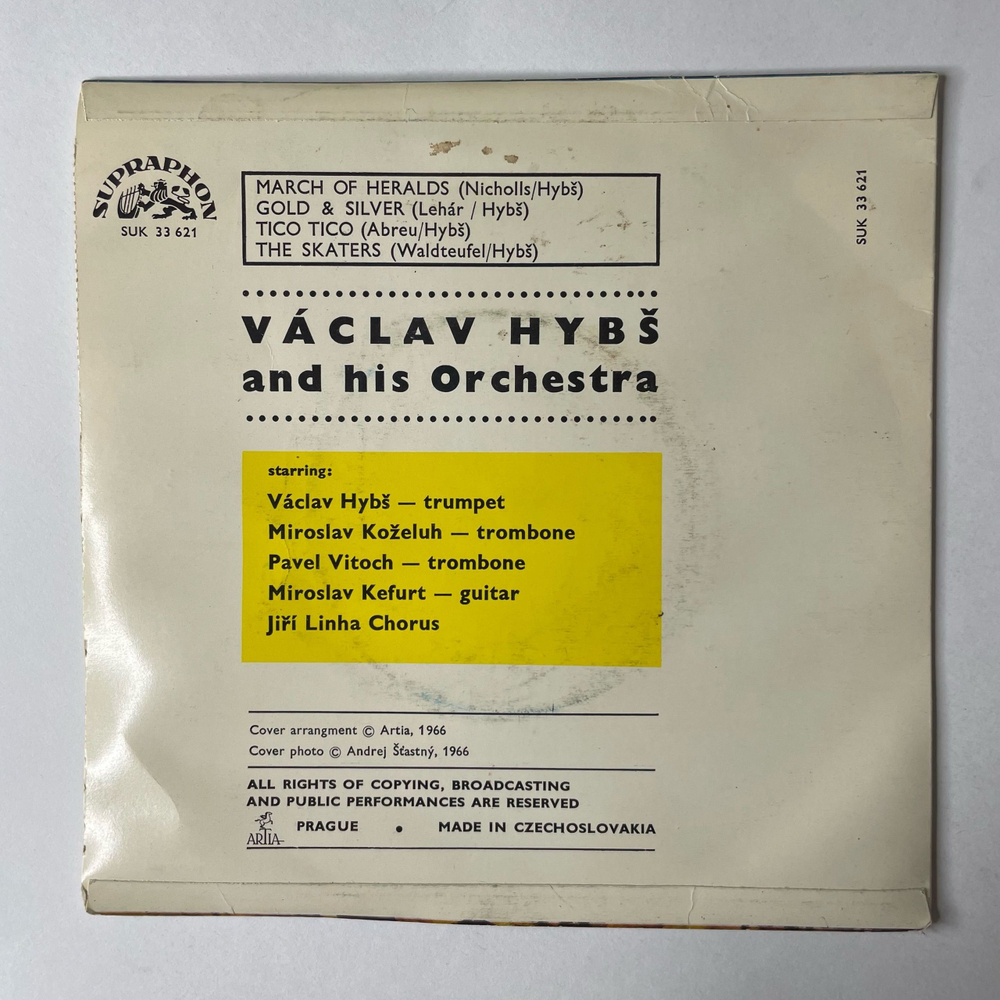 SUPRAPHON
SUK 33 621
MARCH OF HERALDS (Nicholls/Hybš)
GOLD & SILVER (Lehár / Hybš)
TICO TICO (Abreu/Hybš)
THE SKATERS (Waldteufel/Hybš)
SUK 33 621
VÁCLAV HYBŠ
and his Orchestra
starring:
Václav Hybš — trumpet
Miroslav Koželuh — trombone
Pavel Vitoch — trombone
Miroslav Kefurt — guitar
Jiří Linha Chorus
Cover arrangment © Artia, 1966
Cover photo © Andrej Šťastný, 1966
ALL RIGHTS OF COPYING, BROADCASTING
AND PUBLIC PERFORMANCES ARE RESERVED
ARTIA PRAGUE • MADE IN CZECHOSLOVAKIA